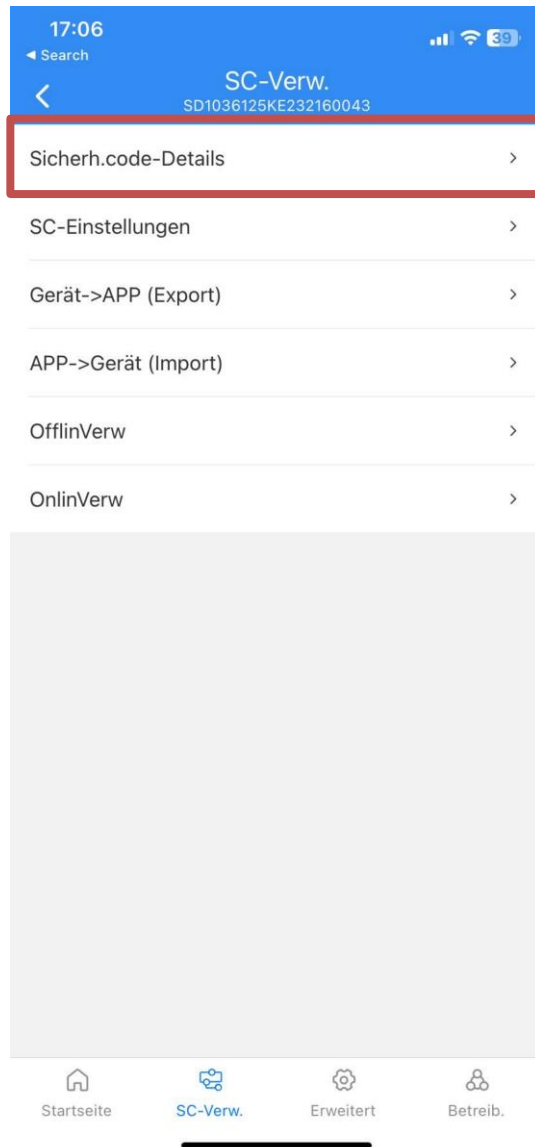 17:06
◀ Search
39
SC-Verw.
SD1036125KE232160043
Sicherh.code-Details
SC-Einstellungen
Gerät->APP (Export)
APP->Gerät (Import)
OfflinVerw
OnlinVerw
Startseite
SC-Verw.
Erweitert
Betreib.